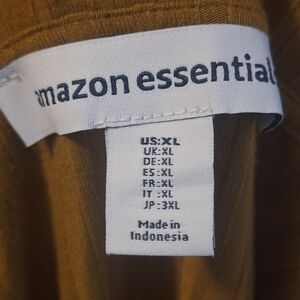 amazon essential
US:XL
UK:XL
DE:XL
ES:XL
FR:XL
IT :XL
JP:3XL
Made in
Indonesia